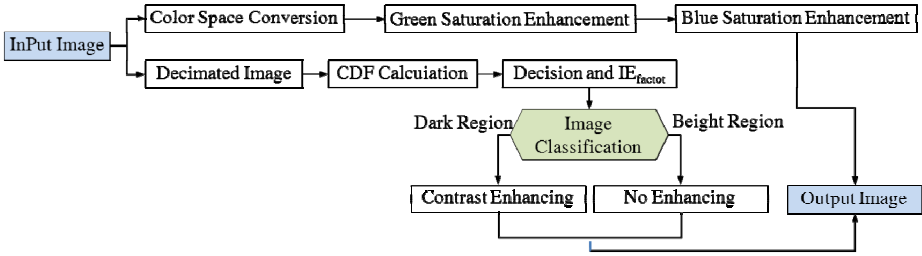 Color Space Conversion
Green Saturation Enhancement
Blue Saturation Enhancement
InPut Image
Decimated Image
CDF Calcuiation
Decision and IEfactot
Dark Region
Image
Classification
Beight Region
Contrast Enhancing
No Enhancing
Output Image